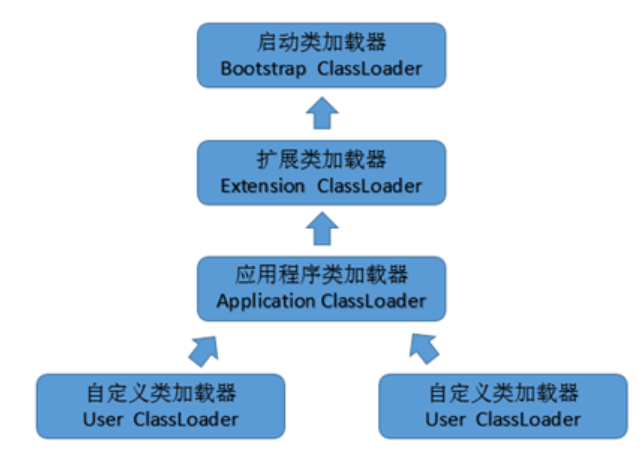 启动类加载器
Bootstrap ClassLoader
扩展类加载器
Extension ClassLoader
应用程序类加载器
Application ClassLoader
自定义类加载器
User ClassLoader
自定义类加载器
User ClassLoader